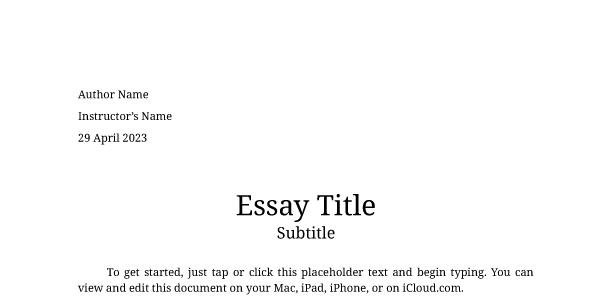 Author Name
Instructor’s Name
29 April 2023
Essay Title
Subtitle
To get started, just tap or click this placeholder text and begin typing. You can
view and edit this document on your Mac, iPad, iPhone, or on iCloud.com.